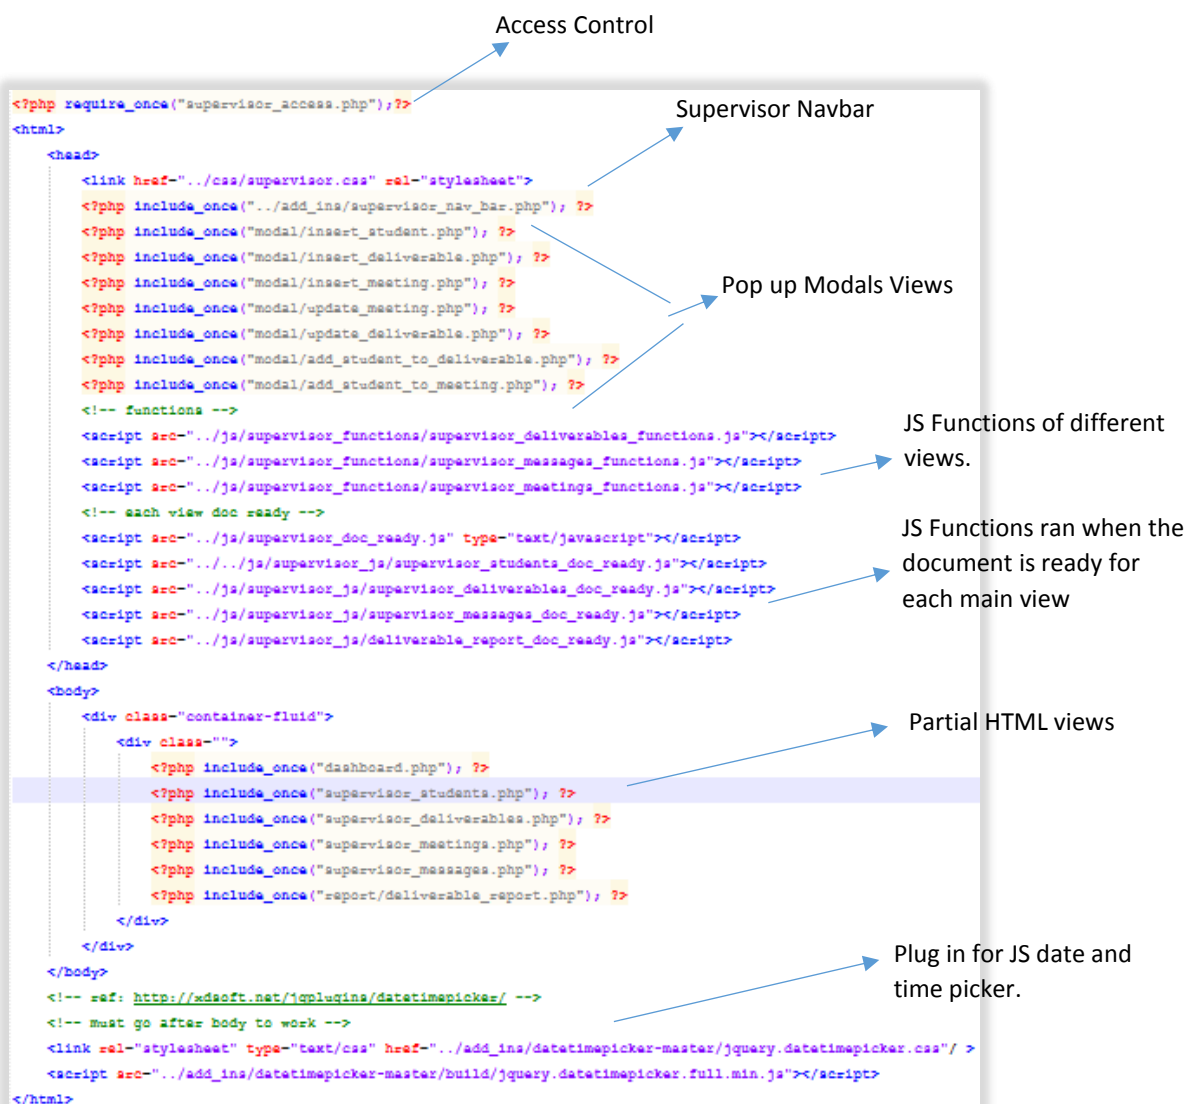 Access Control
<?php require_once("supervisor_access.php");?>
Supervisor Navbar
<html>
<head>
<link href="../css/supervisor.css" rel="stylesheet">
<?php include_once("../add_ins/supervisor_nav_bar.php"); ?>
<?php include_once("modal/insert_student.php"); ?>
<?php include_once("modal/insert_deliverable.php"); ?>
<?php include_once("modal/insert_meeting.php"); ?>
Pop up Modals Views
<?php include_once("modal/update_meeting.php"); ?>
<?php include_once("modal/update_deliverable.php"); ?>
<?php include_once("modal/add_student_to_deliverable.php"); ?>
<?php include_once("modal/add_student_to_meeting.php"); ?>
<!-- functions -->
<script src="../js/supervisor_functions/supervisor_deliverables_functions.js"></script>
<script src="../js/supervisor_functions/supervisor_messages_functions.js"></script>
<script src="../js/supervisor_functions/supervisor_meetings_functions.js"></script>
JS Functions of different
views.
<!-- each view doc ready -->
<script src="../js/supervisor_doc_ready.js" type="text/javascript"></script>
<script src="../../js/supervisor_js/supervisor_students_doc_ready.js"></script>
<script src="../js/supervisor_js/supervisor_deliverables_doc_ready.js"></script>
<script src="../js/supervisor_js/supervisor_messages_doc_ready.js"></script>
<script src="../js/supervisor_js/deliverable_report_doc_ready.js"></script>
JS Functions ran when the
document is ready for
each main view
</head>
<body>
<div class="container-fluid">
<div class="">
<?php include_once("dashboard.php"); ?>
<?php include_once("supervisor_students.php"); ?>
<?php include_once("supervisor_deliverables.php"); ?>
<?php include_once("supervisor_meetings.php"); ?>
<?php include_once("supervisor_messages.php"); ?>
<?php include_once("report/deliverable_report.php"); ?>
Partial HTML views
</div>
</div>
</body>
<!-- ref: http://xdsoft.net/jqplugins/datetimepicker/ -->
<!-- must go after body to work -->
<link rel="stylesheet" type="text/css" href="../add_ins/datetimepicker-master/jquery.datetimepicker.css"/ >
<script src="../add_ins/datetimepicker-master/build/jquery.datetimepicker.full.min.js"></script>
Plug in for JS date and
time picker.
</html>